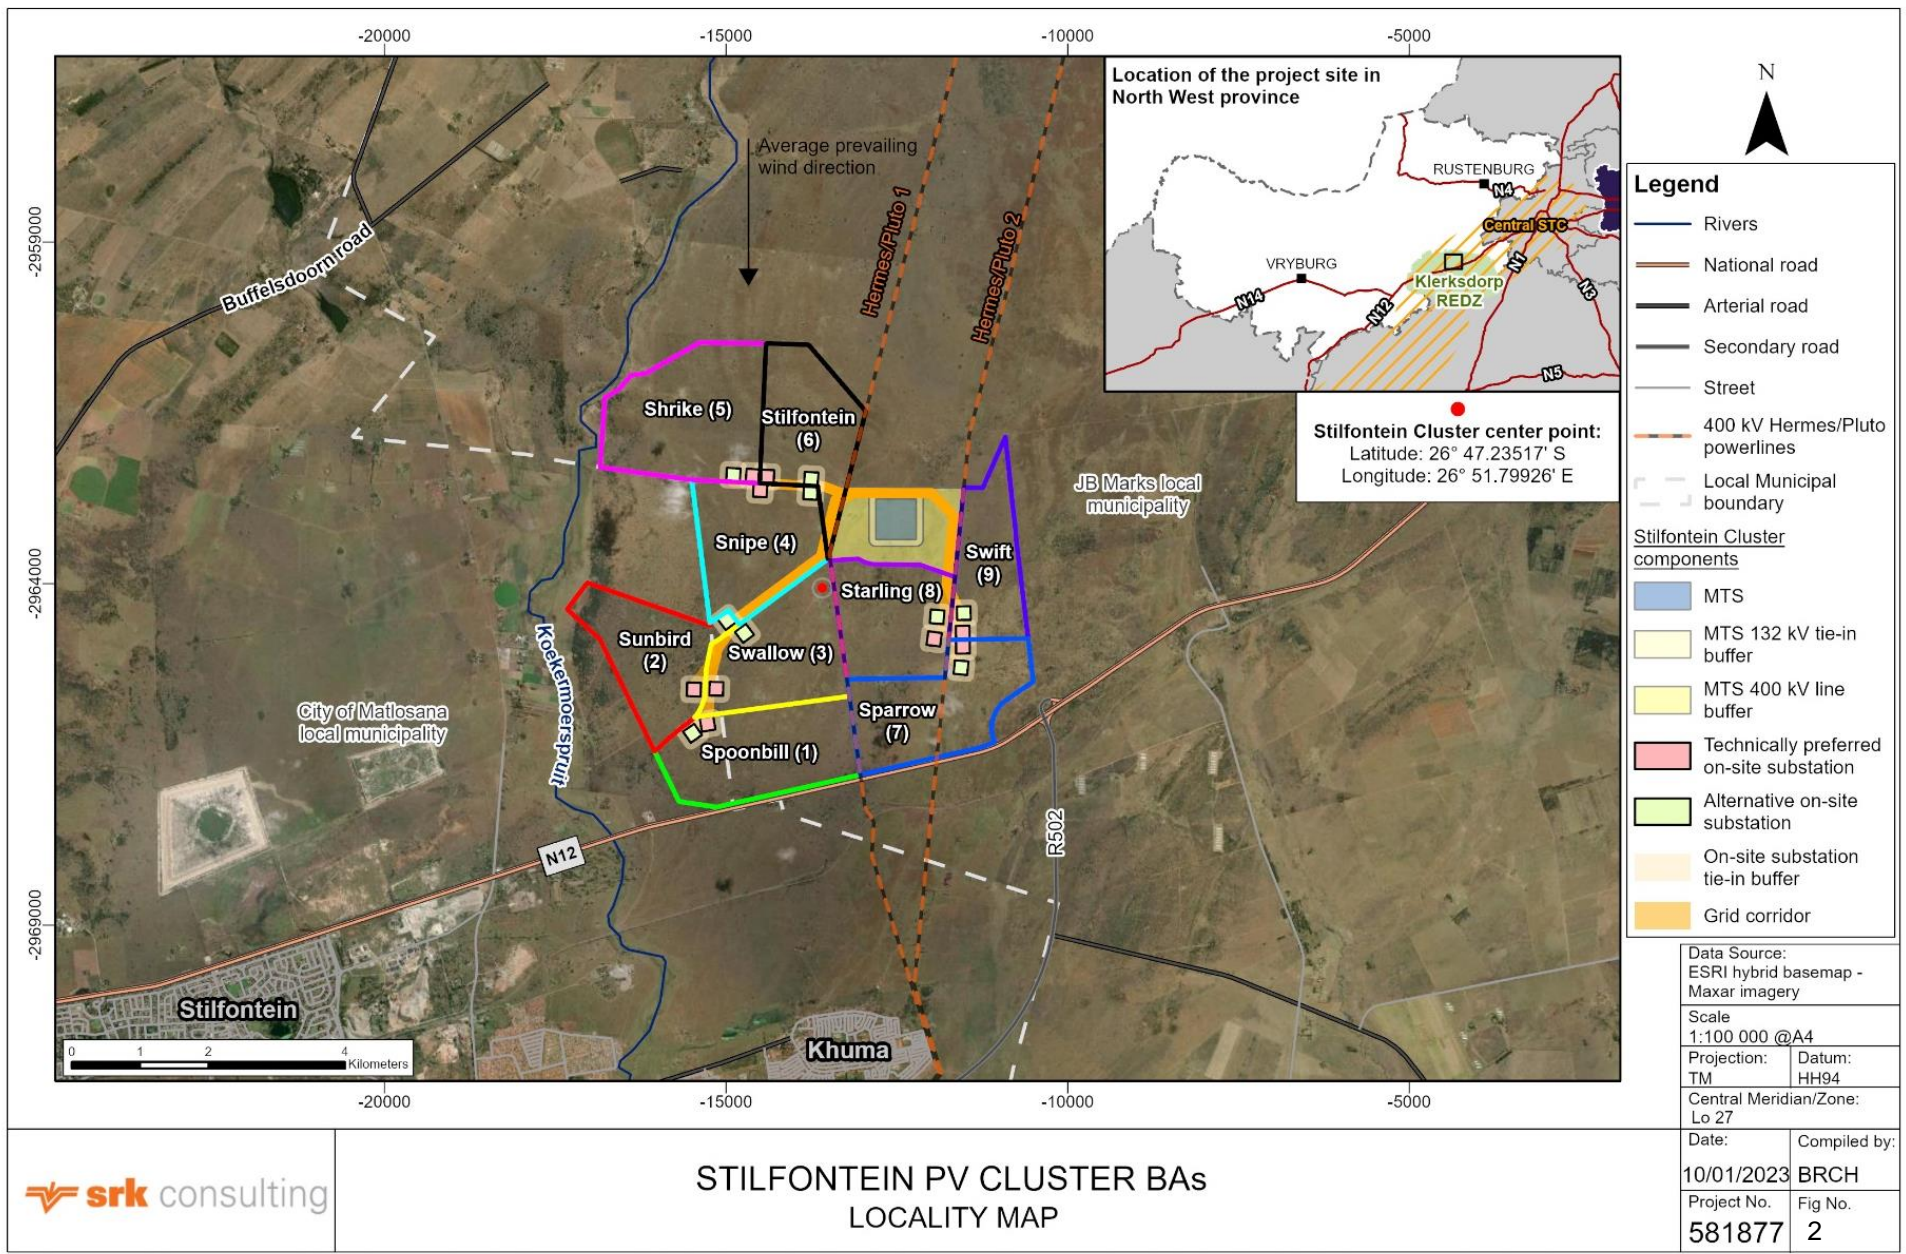 -20000
-15000
-10000
-5000
-2959000
-2964000
-2969000
Average prevailing
wind direction
Hermes/Pluto 1
Hermes/Pluto 2
Buffelsdoorn road
Shrike (5)
Stilfontein
(6)
Snipe (4)
Swift
(9)
Starling (8)
Sunbird
(2)
Swallow (3)
Sparrow
(7)
Spoonbill (1)
JB Marks local
municipality
City of Matlosana
local municipality
Koekermoerspruit
N12
R502
Stilfontein
Khuma
0 1 2 4
Kilometers
-20000
-15000
-10000
-5000
Location of the project site in
North West province
RUSTENBURG
N4
Central STC
VRYBURG
Klerksdorp
REDZ
N1
N3
N14
N12
N5
Stilfontein Cluster center point:
Latitude: 26° 47.23517' S
Longitude: 26° 51.79926' E
N
Legend
Rivers
National road
Arterial road
Secondary road
Street
400 kV Hermes/Pluto
powerlines
Local Municipal
boundary
Stilfontein Cluster
components
MTS
MTS 132 kV tie-in
buffer
MTS 400 kV line
buffer
Technically preferred
on-site substation
Alternative on-site
substation
On-site substation
tie-in buffer
Grid corridor
Data Source:
ESRI hybrid basemap -
Maxar imagery
Scale
1:100 000 @A4
Projection:
TM
Datum:
HH94
Central Meridian/Zone:
Lo 27
Date:
10/01/2023
Compiled by:
BRCH
Project No.
581877
Fig No.
2
srk consulting
STILFONTEIN PV CLUSTER BAs
LOCALITY MAP